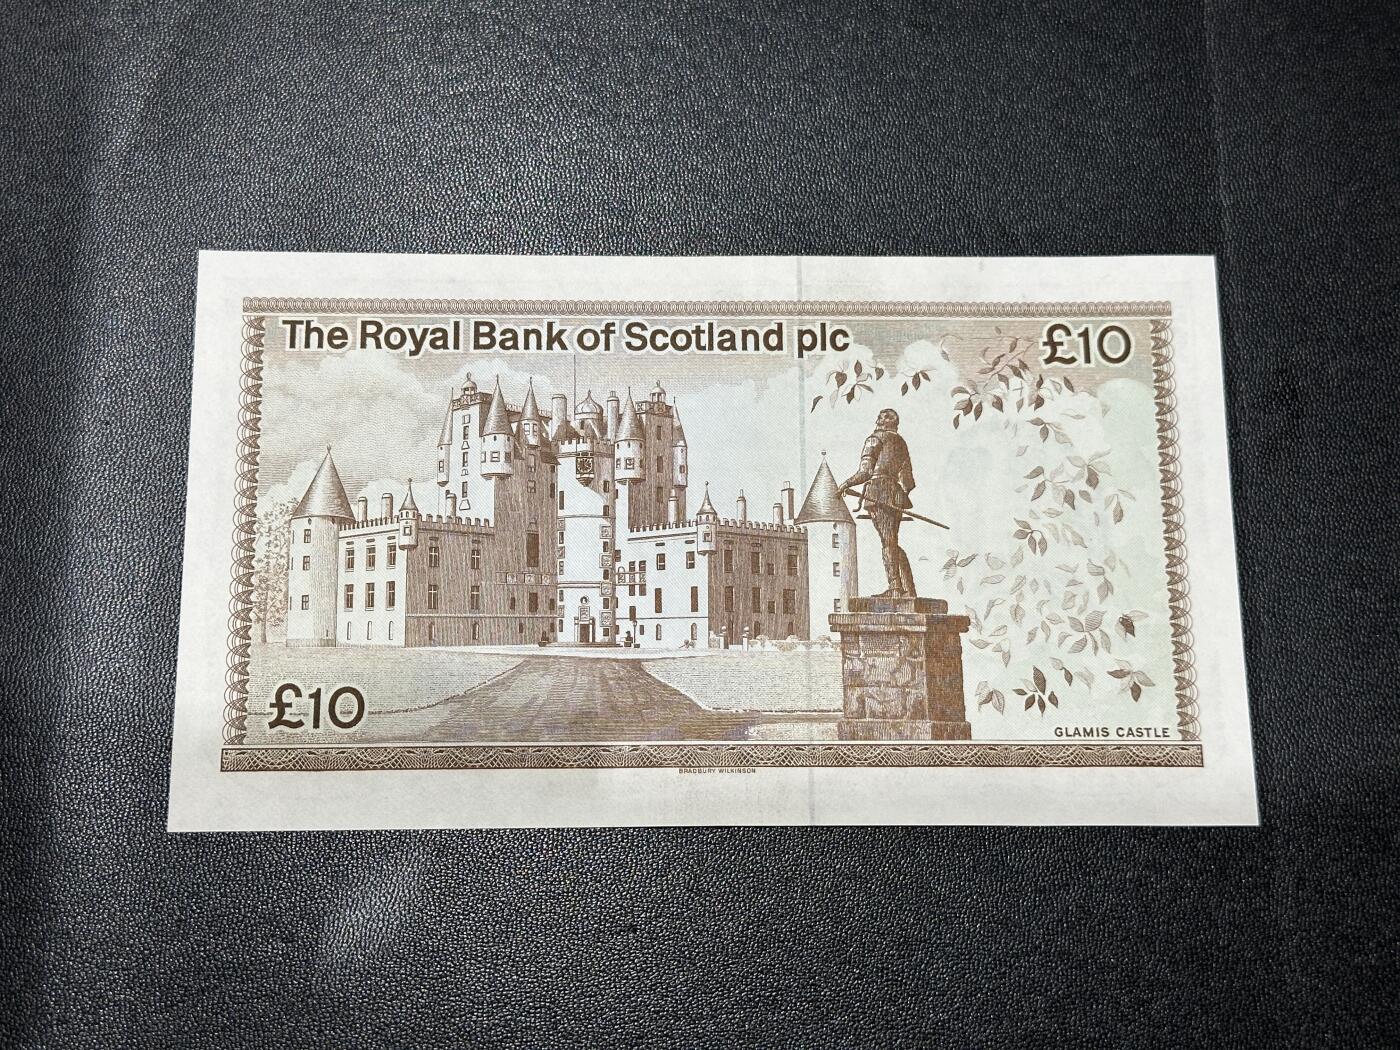 The Royal Bank of Scotland plc
£10
£10
GLAMIS CASTLE
BRADBURY WILKINSON